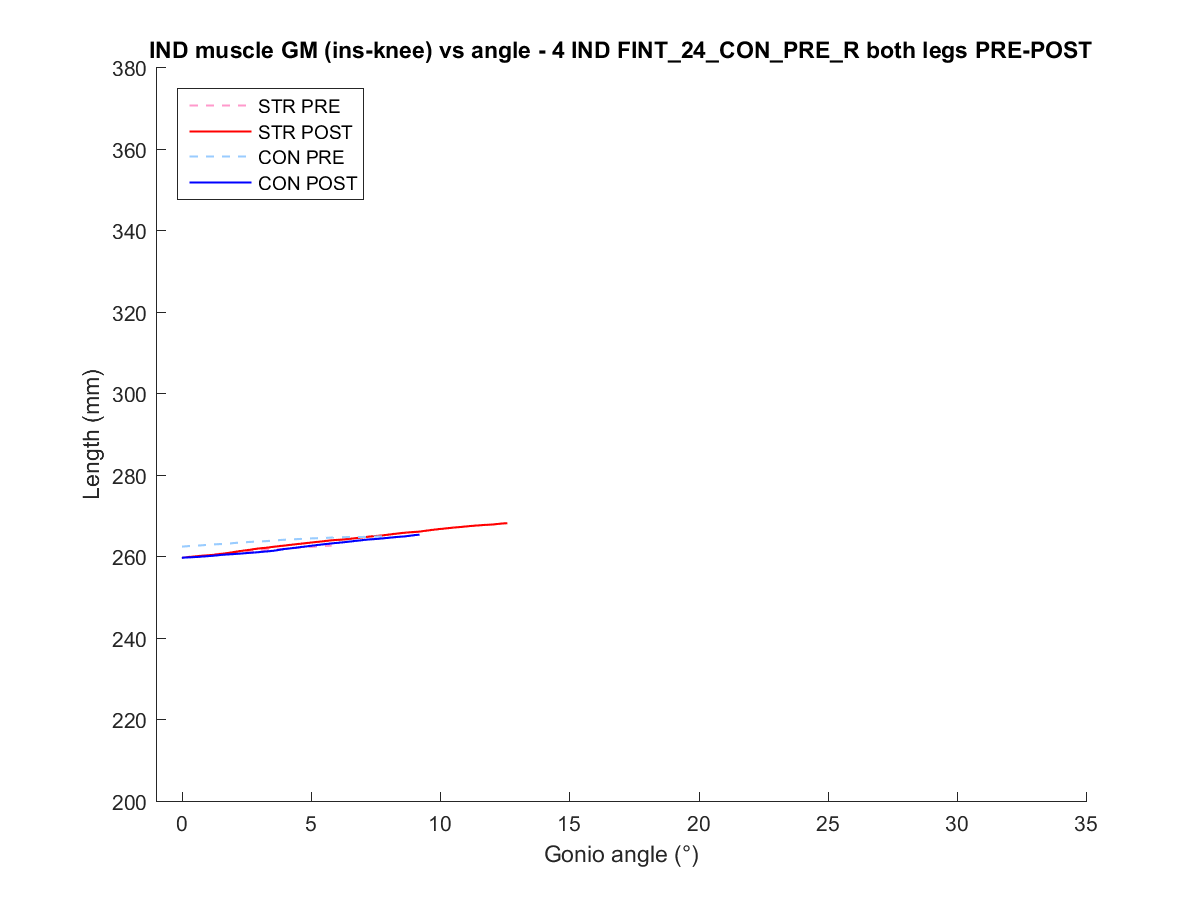 IND muscle GM (ins-knee) vs angle - 4 IND FINT_24_CON_PRE_R both legs PRE-POST
380
360
340
320
300
280
260
240
220
200
STR PRE
STR POST
CON PRE
CON POST
Length (mm)
0 5 10 15 20 25 30 35
Gonio angle (°)